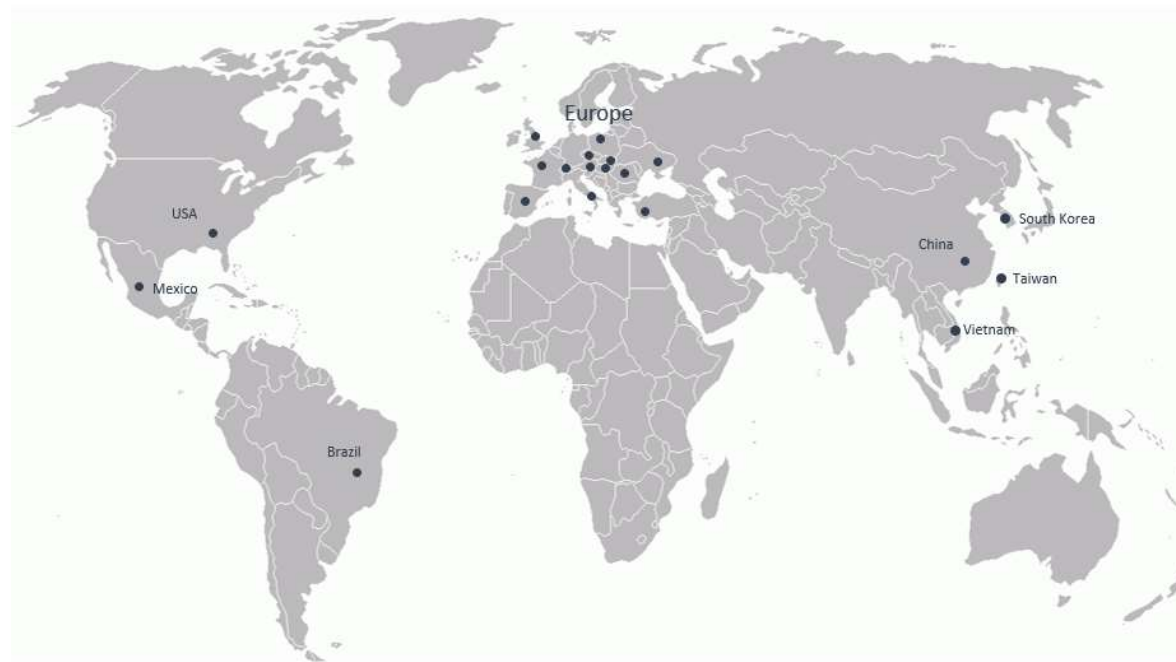 Europe
USA
South Korea
China
Mexico
Taiwan
Vietnam
Brazil